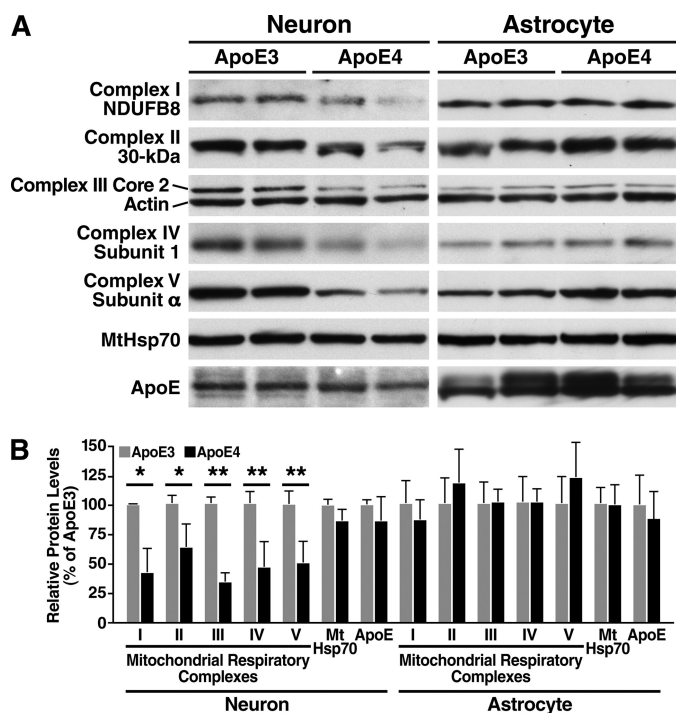 A
Neuron
Astrocyte
ApoE3
ApoE4
ApoE3
ApoE4
Complex I
NDUFB8
Complex II
30-kDa
Complex III Core 2
Actin
Complex IV
Subunit 1
Complex V
Subunit α
MtHsp70
ApoE
B
Relative Protein Levels
(% of ApoE3)
150
125
100
75
50
25
0
ApoE3
ApoE4
* * ** ** **
I II III IV V Mt Hsp70 ApoE I II III IV V Mt Hsp70 ApoE
Mitochondrial Respiratory
Complexes
Mitochondrial Respiratory
Complexes
Neuron
Astrocyte